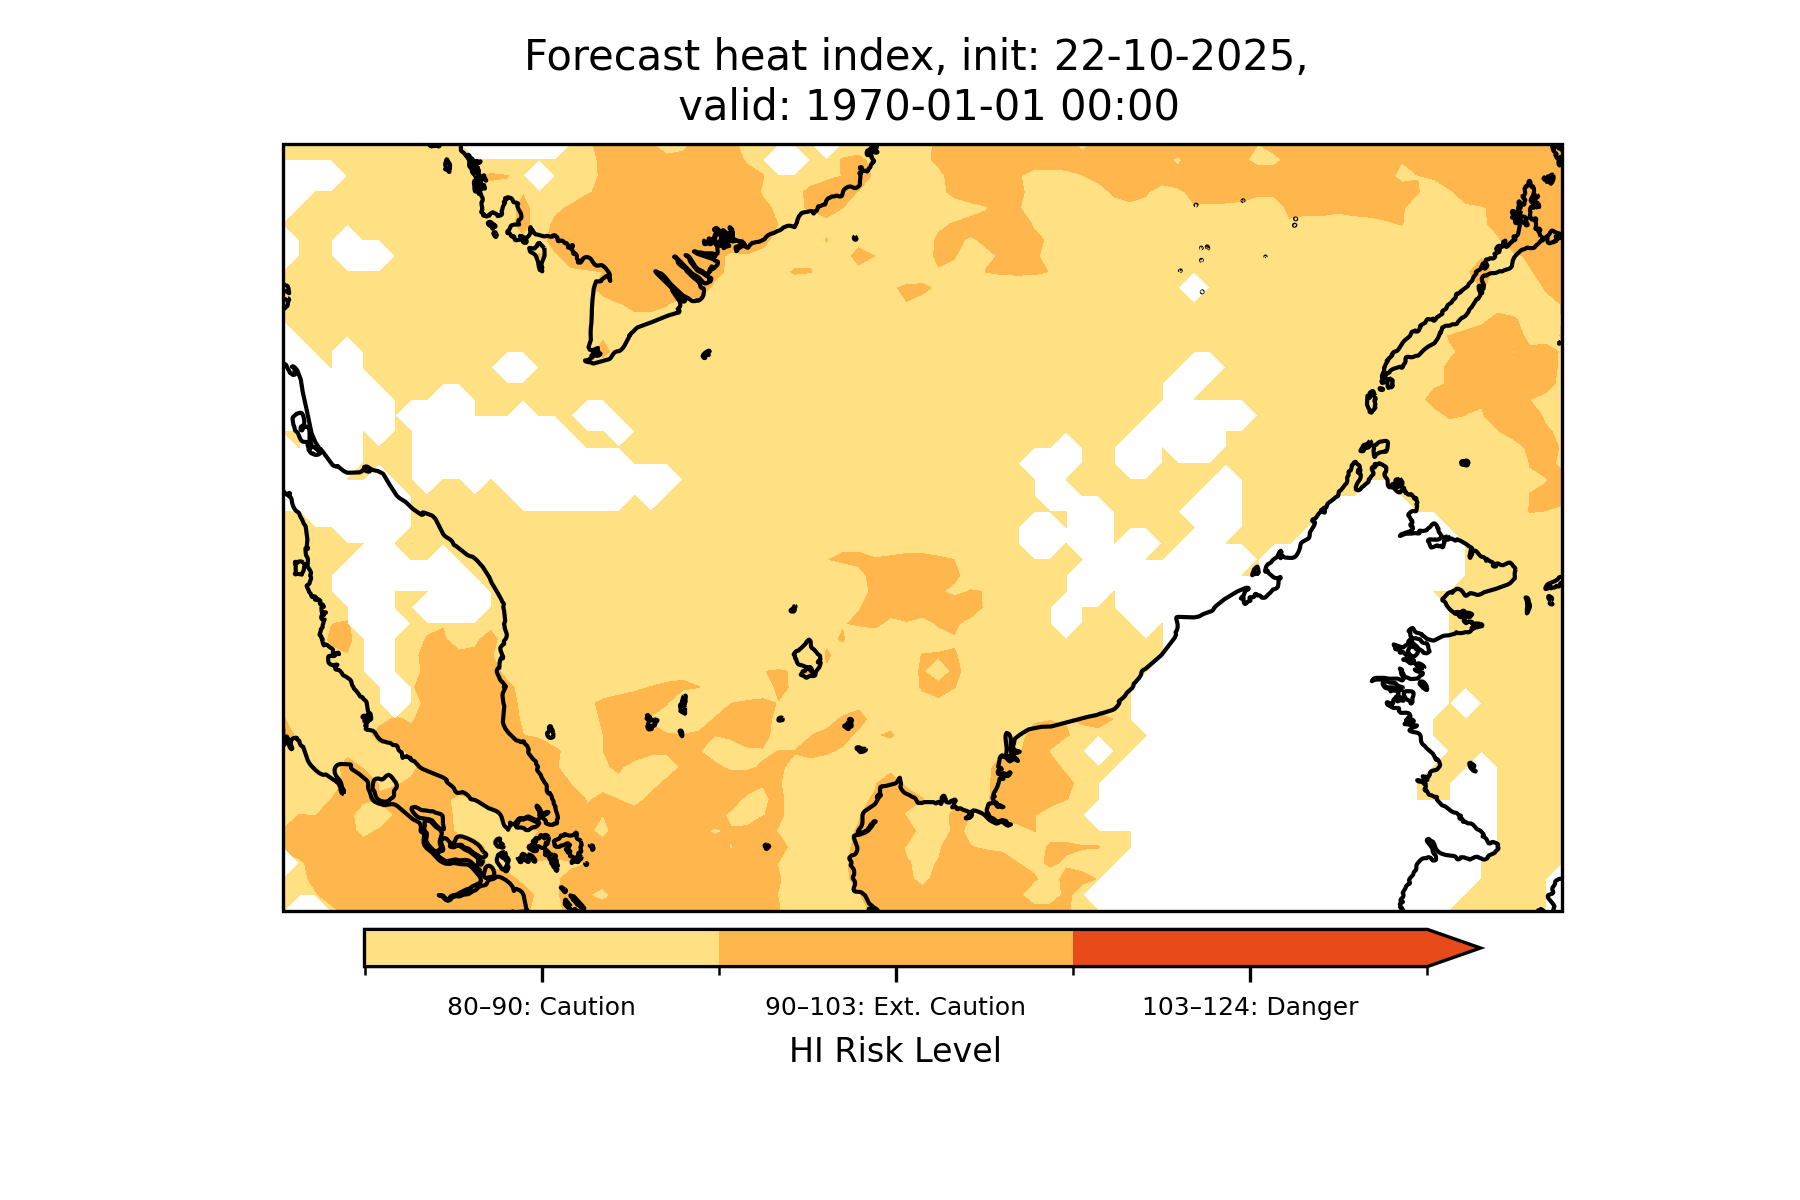 Forecast heat index, init: 22-10-2025,
valid: 1970-01-01 00:00
80–90: Caution
90–103: Ext. Caution
103–124: Danger
HI Risk Level